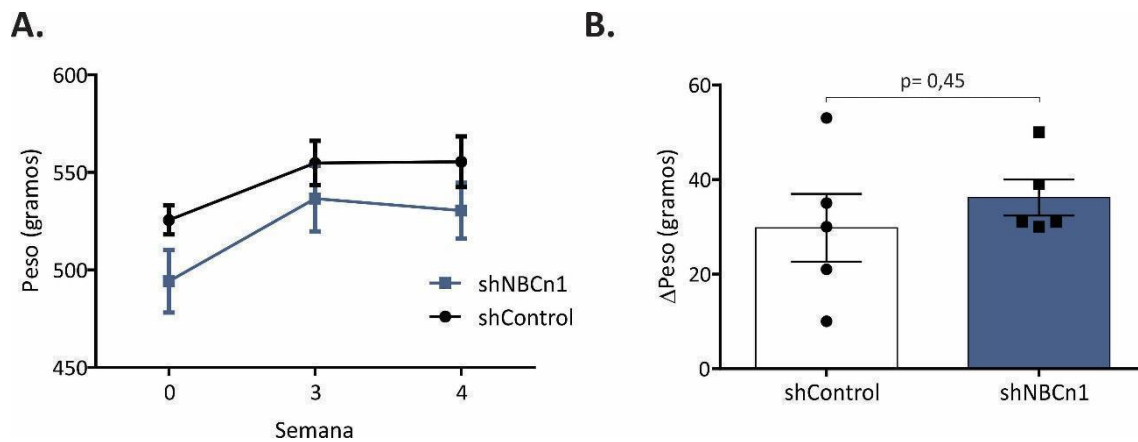 A.
Peso (gramos)
600
550
500
450
0 3 4
Semana
shNBCn1
shControl
B.
ΔPeso (gramos)
60
40
20
0
p= 0,45
shControl shNBCn1